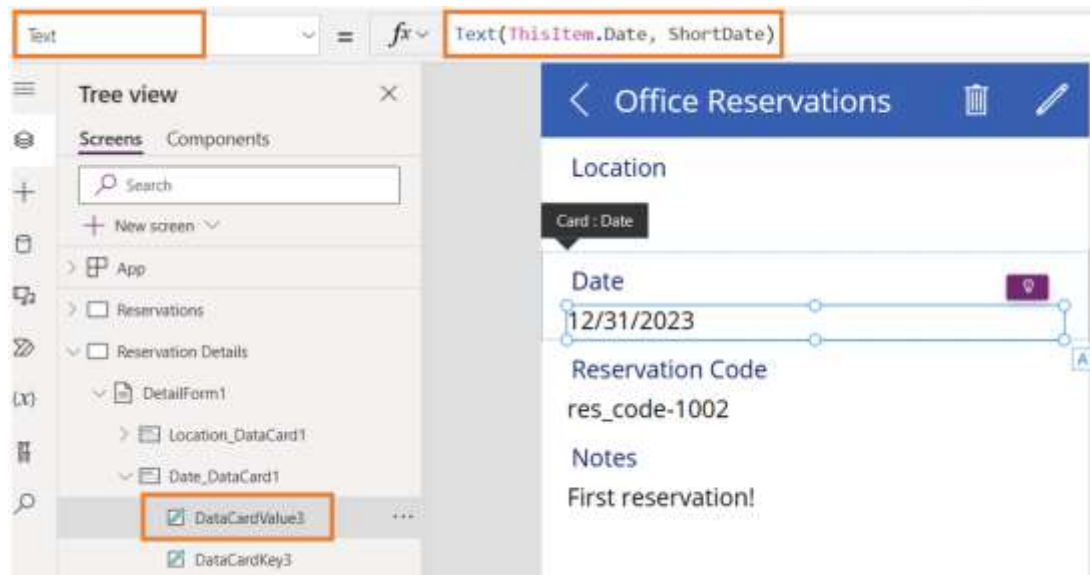 Text = fx Text(ThisItem.Date, ShortDate)
Tree view
Screens Components
Search
New screen
App
Reservations
Reservation Details
DetailForm1
Location_DataCard1
Date_DataCard1
DataCardValue3 ...
DataCardKey3
(x)
Office Reservations
Location
Card : Date
Date
12/31/2023
A
Reservation Code
res_code-1002
Notes
First reservation!